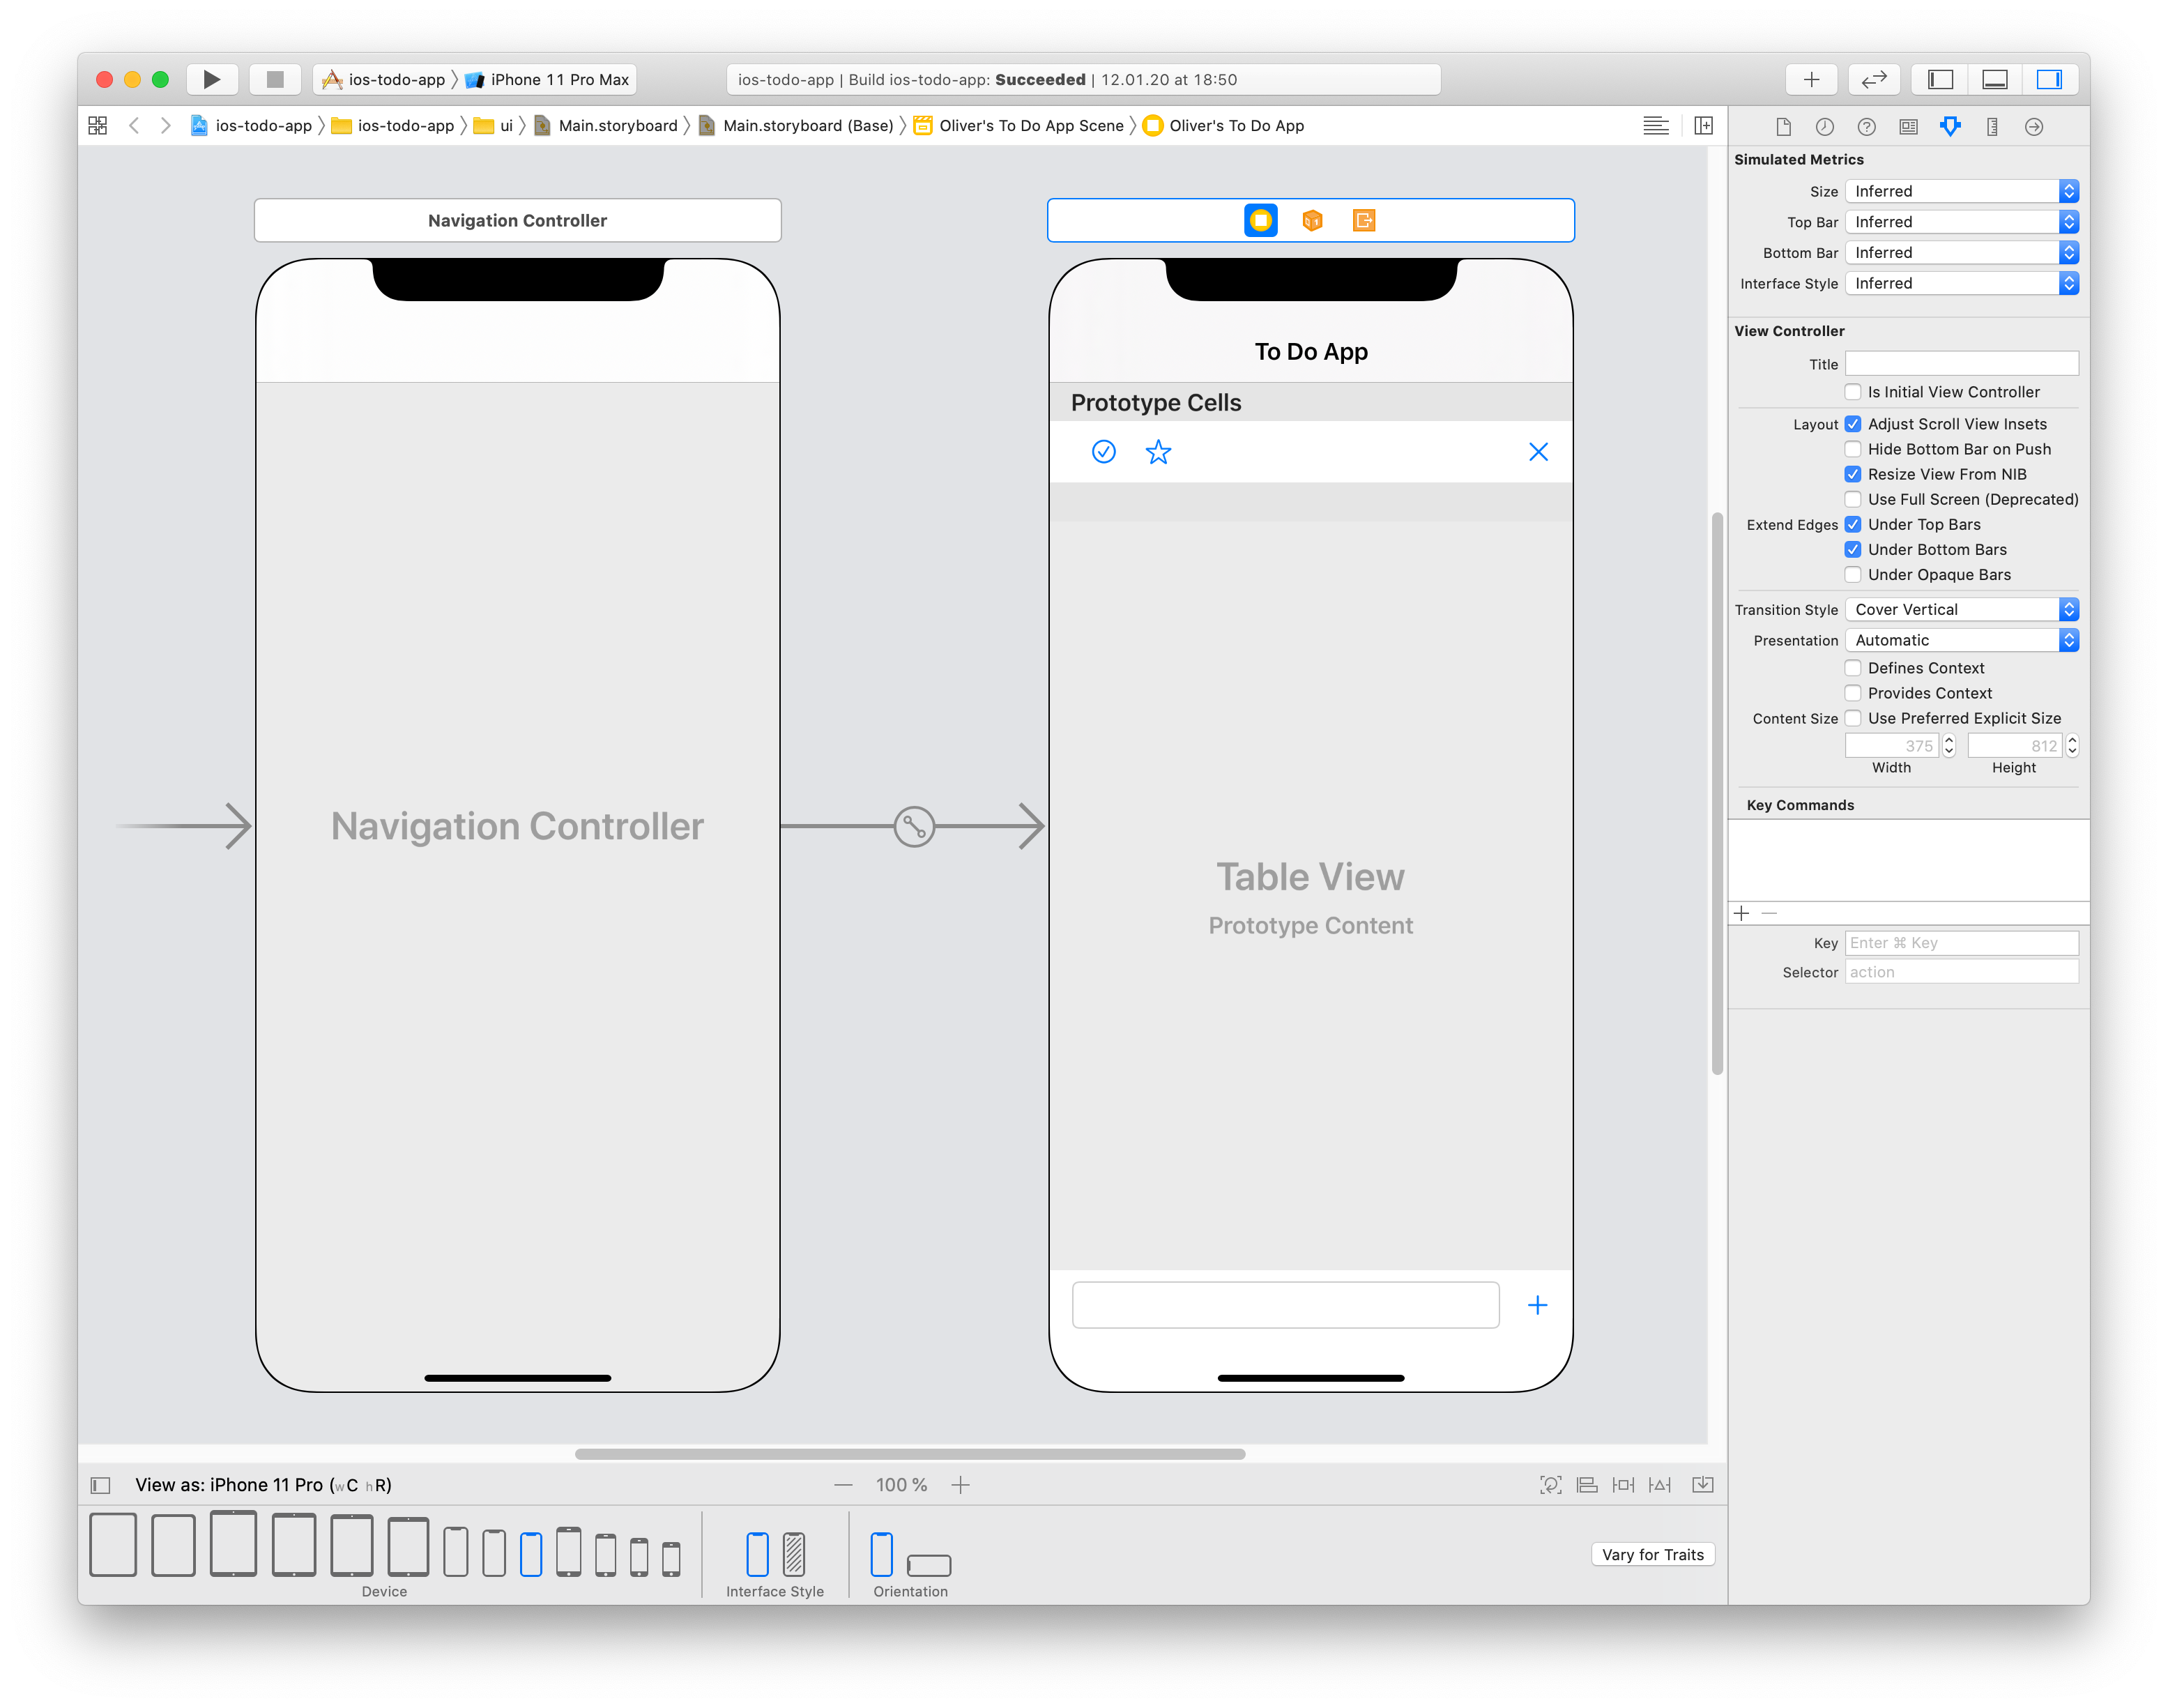 ios-todo-app iPhone 11 Pro Max
ios-todo-app | Build ios-todo-app: Succeeded | 12.01.20 at 18:50
ios-todo-app ios-todo-app ui Main.storyboard Main.storyboard (Base) Oliver's To Do App Scene Oliver's To Do App
Navigation Controller
Navigation Controller
To Do App
Prototype Cells
Table View
Prototype Content
View as: iPhone 11 Pro (wC hR)
100 %
Device
Interface Style
Orientation
Vary for Traits
Simulated Metrics
Size Inferred
Top Bar Inferred
Bottom Bar Inferred
Interface Style Inferred
View Controller
Title
Is Initial View Controller
Layout Adjust Scroll View Insets
Hide Bottom Bar on Push
Resize View From NIB
Use Full Screen (Deprecated)
Extend Edges Under Top Bars
Under Bottom Bars
Under Opaque Bars
Transition Style Cover Vertical
Presentation Automatic
Defines Context
Provides Context
Content Size Use Preferred Explicit Size
375 812
Width Height
Key Commands
Key Enter ⌘ Key
Selector action